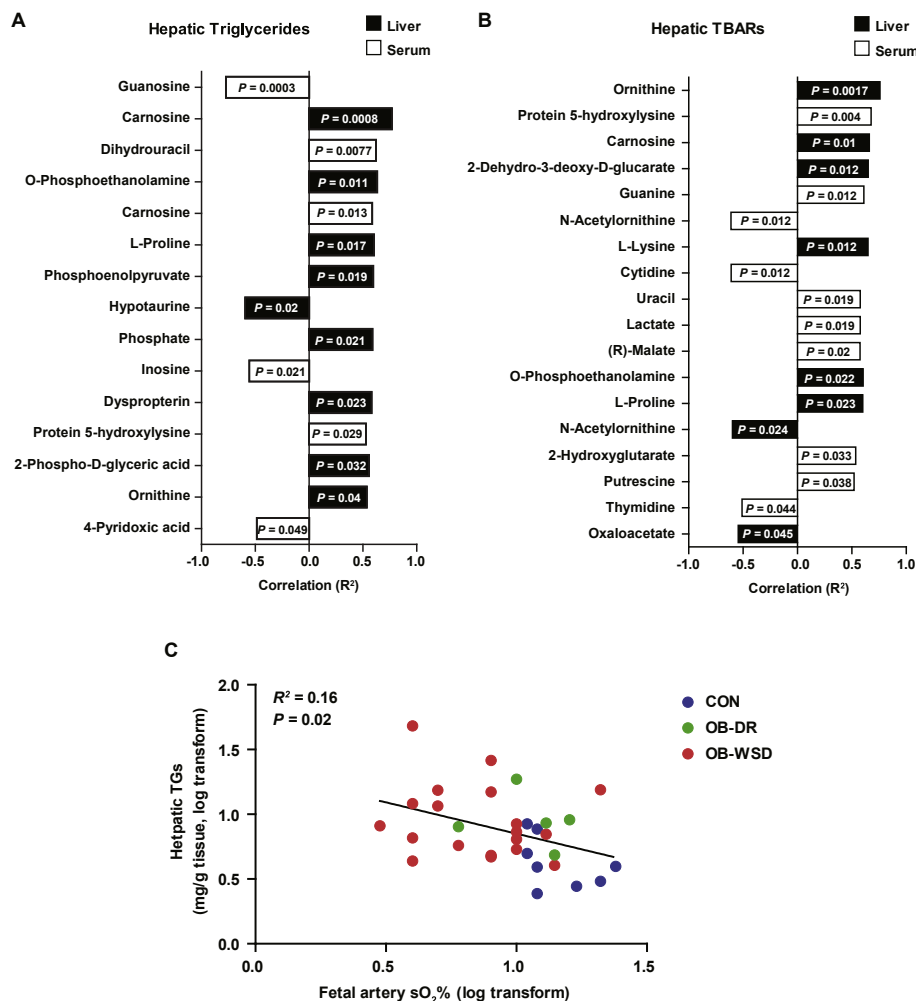 A
Hepatic Triglycerides
Liver
Serum
Guanosine
P = 0.0003
Carnosine
P = 0.0008
Dihydrouracil
P = 0.0077
O-Phosphoethanolamine
P = 0.011
Carnosine
P = 0.013
L-Proline
P = 0.017
Phosphoenolpyruvate
P = 0.019
Hypotaurine
P = 0.02
Phosphate
P = 0.021
Inosine
P = 0.021
Dyspropterin
P = 0.023
Protein 5-hydroxylysine
P = 0.029
2-Phospho-D-glyceric acid
P = 0.032
Ornithine
P = 0.04
4-Pyridoxic acid
P = 0.049
-1.0 -0.5 0.0 0.5 1.0
Correlation (R²)
B
Hepatic TBARs
Liver
Serum
Ornithine
P = 0.0017
Protein 5-hydroxylysine
P = 0.004
Carnosine
P = 0.01
2-Dehydro-3-deoxy-D-glucarate
P = 0.012
Guanine
P = 0.012
N-Acetylornithine
P = 0.012
L-Lysine
P = 0.012
Cytidine
P = 0.012
Uracil
P = 0.019
Lactate
P = 0.019
(R)-Malate
P = 0.02
O-Phosphoethanolamine
P = 0.022
L-Proline
P = 0.023
N-Acetylornithine
P = 0.024
2-Hydroxyglutarate
P = 0.033
Putrescine
P = 0.038
Thymidine
P = 0.044
Oxaloacetate
P = 0.045
-1.0 -0.5 0.0 0.5 1.0
Correlation (R²)
C
R² = 0.16
P = 0.02
CON
OB-DR
OB-WSD
Hetpatic TGs
(mg/g tissue, log transform)
2.0
1.5
1.0
0.5
0.0
0.0 0.5 1.0 1.5
Fetal artery sO₂% (log transform)